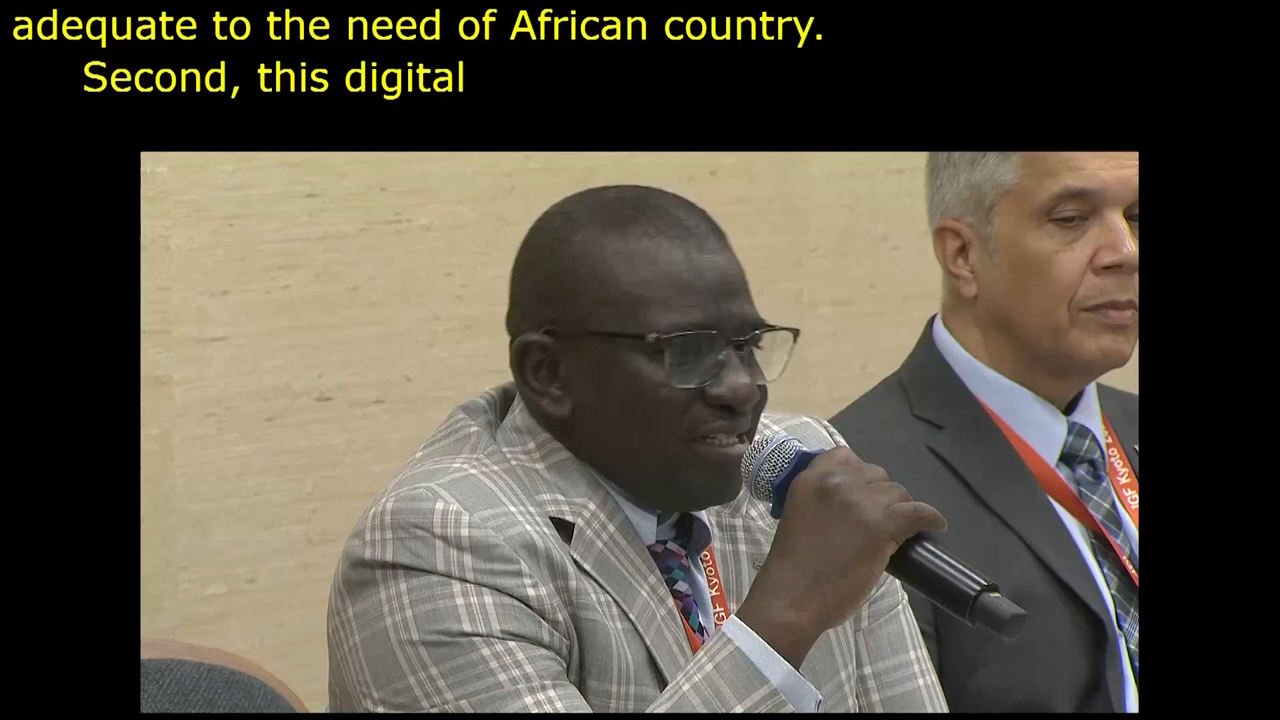 adequate to the need of African country.
Second, this digital
IGF Kyoto
IGF Kyoto